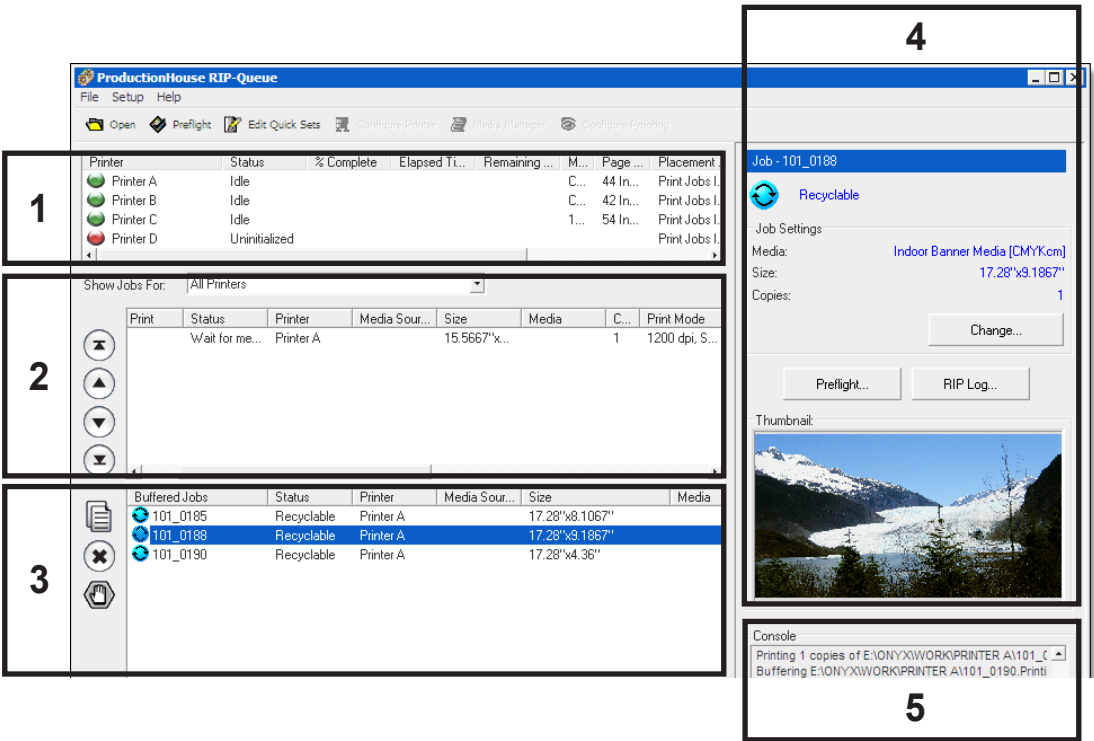 4
ProductionHouse RIP-Queue
File Setup Help
Open Preflight Edit Quick Sets Configure Printer Media Manager Configure Proofing
1
Printer Status % Complete Elapsed Ti... Remaining ... M... Page ... Placement
Printer A Idle C... 44 In... Print Jobs I.
Printer B Idle C... 42 In... Print Jobs I.
Printer C Idle 1... 54 In... Print Jobs I.
Printer D Uninitialized Print Jobs I.
2
Show Jobs For: All Printers
Print Status Printer Media Sour... Size Media C... Print Mode
Wait for me... Printer A 15.5667"x... 1 1200 dpi, S...
3
Buffered Jobs Status Printer Media Sour... Size Media
101_0185 Recyclable Printer A 17.28"x8.1067"
101_0188 Recyclable Printer A 17.28"x9.1867"
101_0190 Recyclable Printer A 17.28"x4.36"
Job - 101_0188
Recyclable
Job Settings
Media: Indoor Banner Media [CMYKcm]
Size: 17.28"x9.1867"
Copies: 1
Change...
Preflight... RIP Log...
Thumbnail:
Console
Printing 1 copies of E:\ONYX\WORK\PRINTER A\101_0
Buffering E:\ONYX\WORK\PRINTER A\101_0190.Printi
5